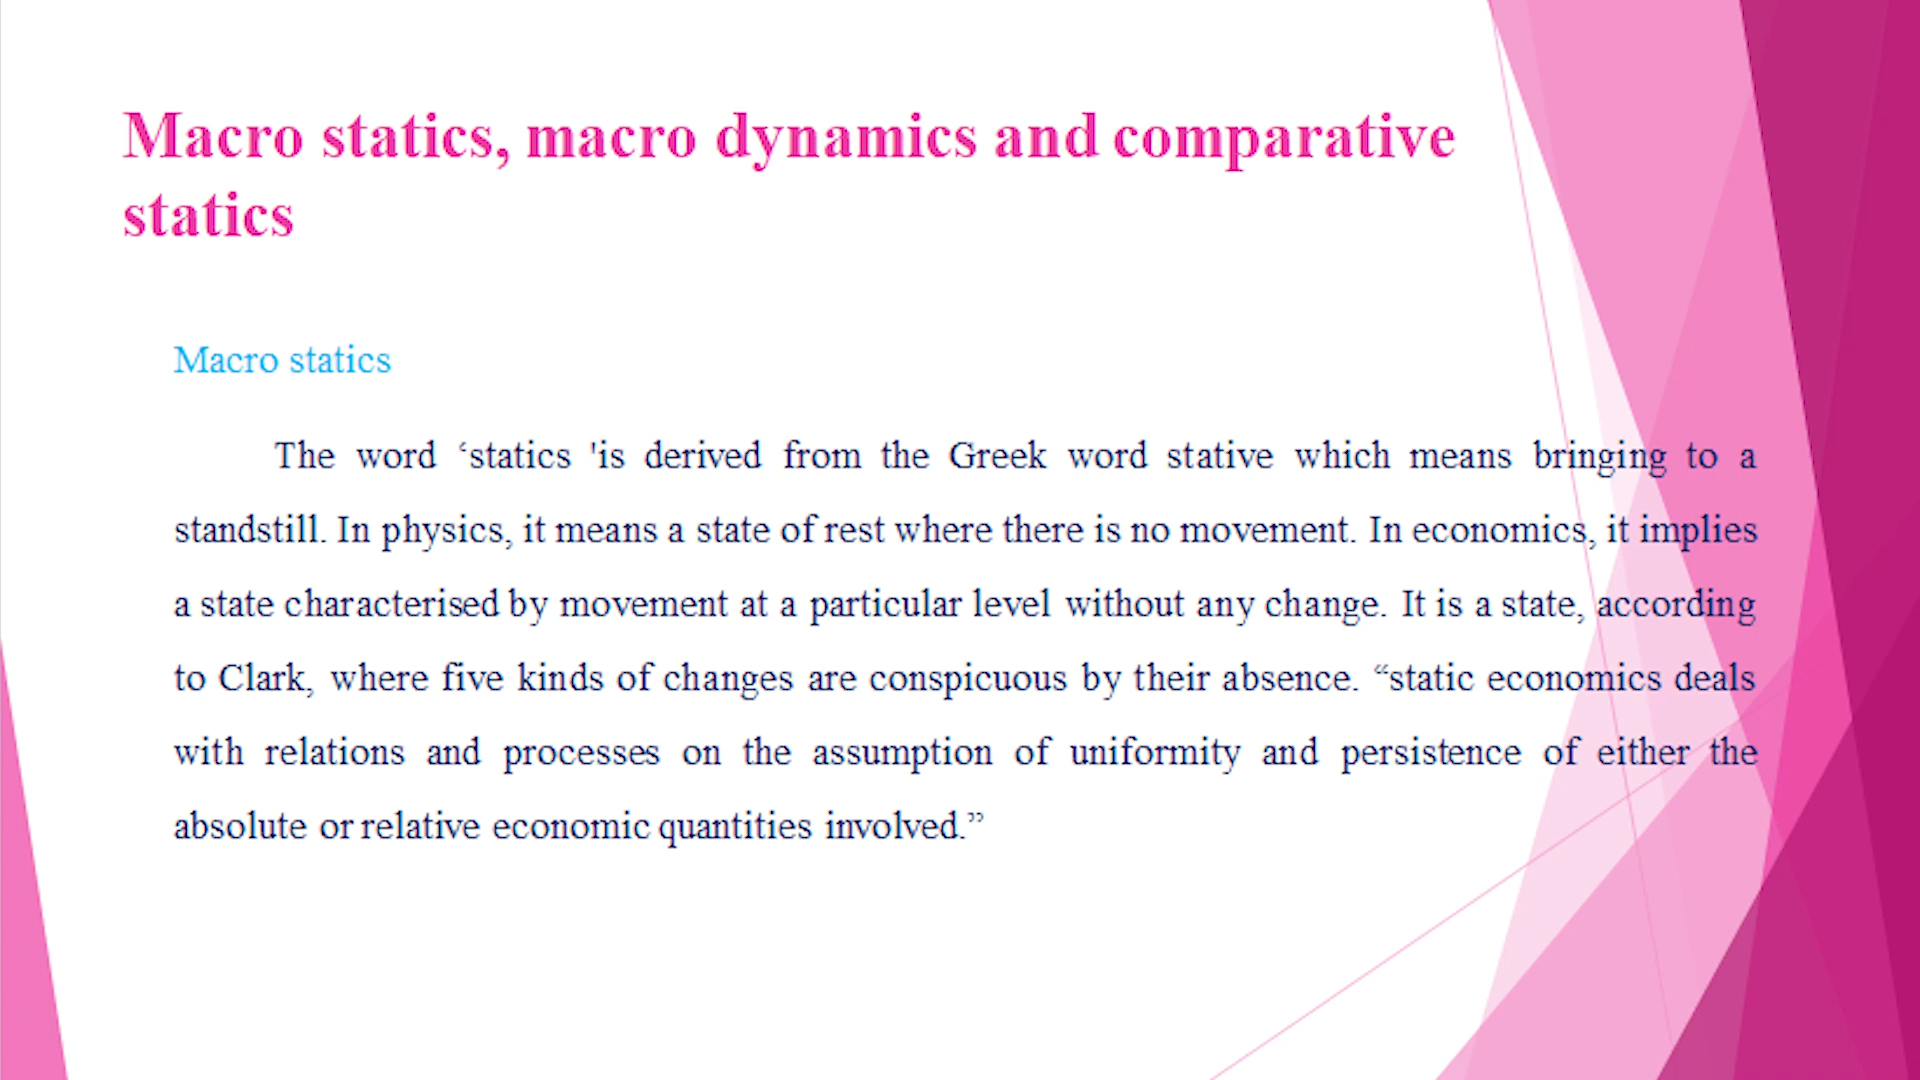 Macro statics, macro dynamics and comparative
statics
Macro statics
The word ‘statics 'is derived from the Greek word stative which means bringing to a
standstill. In physics, it means a state of rest where there is no movement. In economics, it implies
a state characterised by movement at a particular level without any change. It is a state, according
to Clark, where five kinds of changes are conspicuous by their absence. “static economics deals
with relations and processes on the assumption of uniformity and persistence of either the
absolute or relative economic quantities involved.”